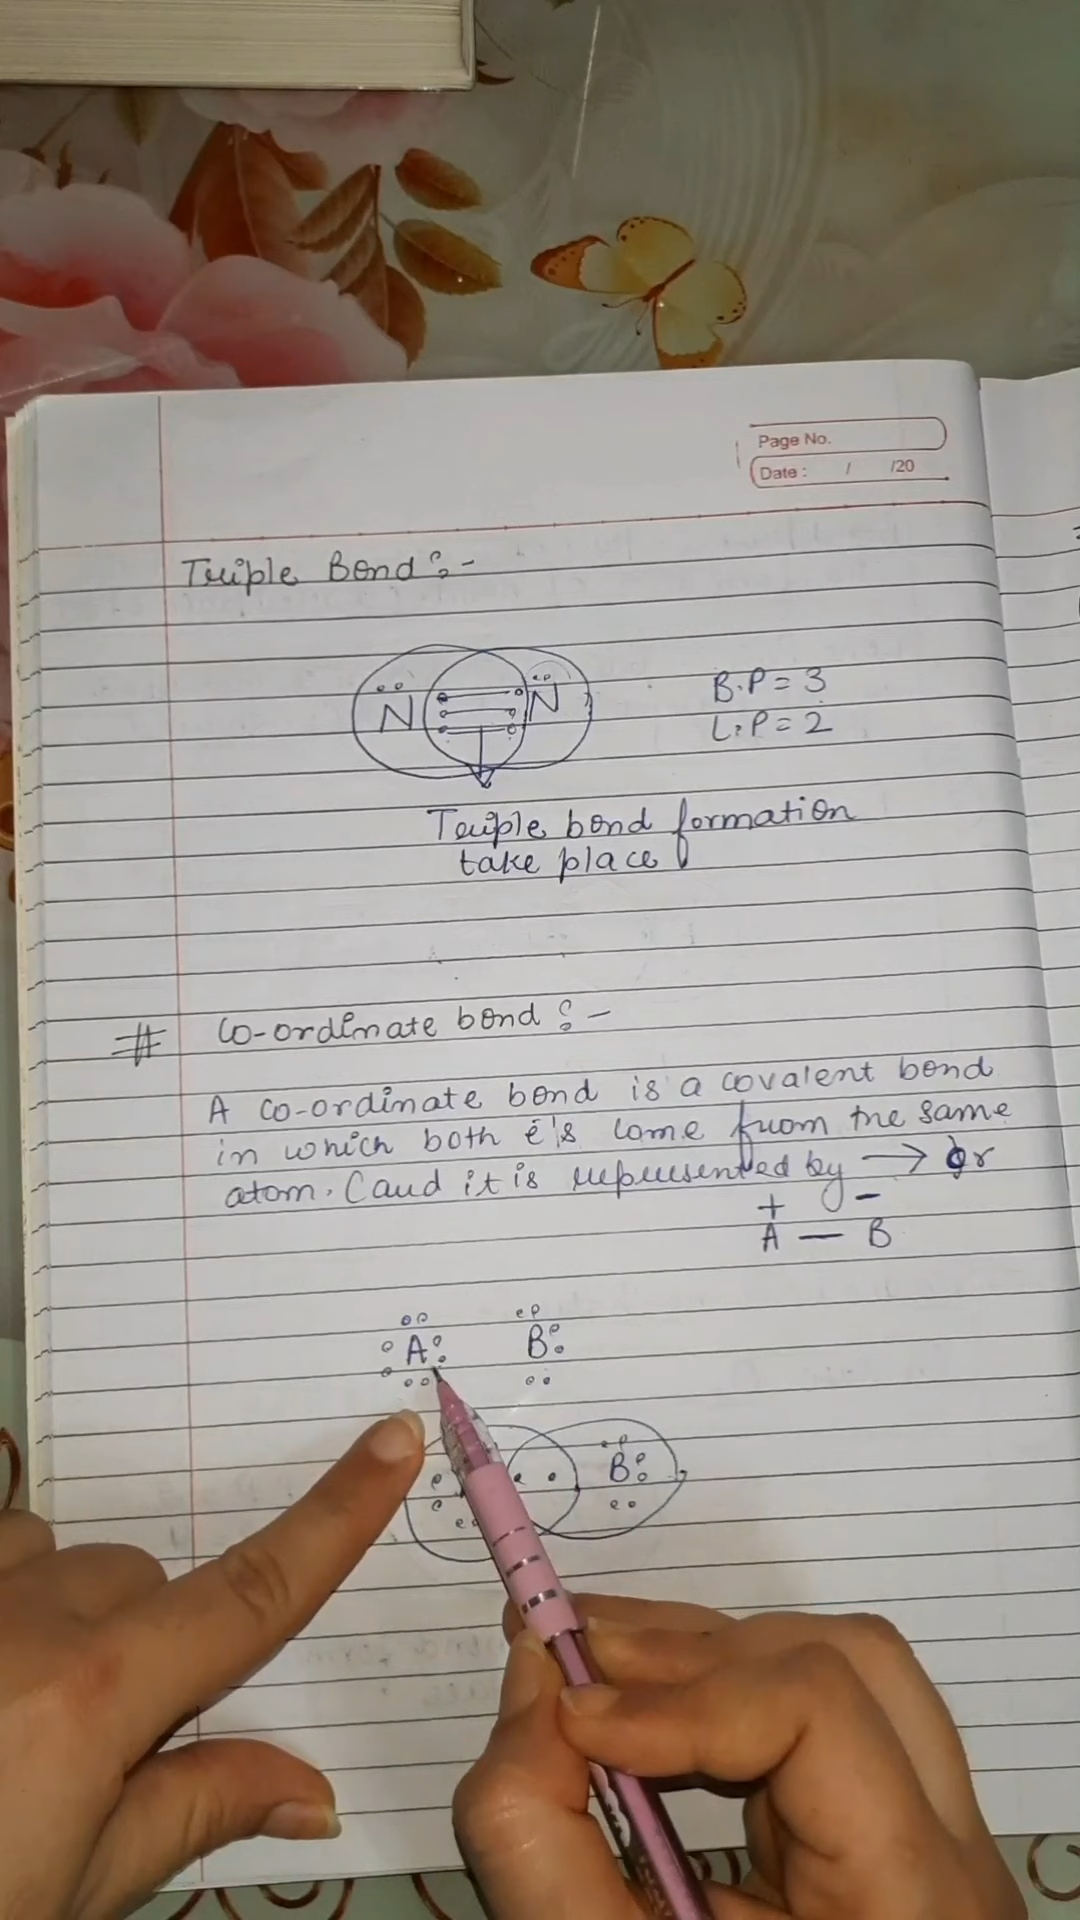 Page No.
Date : / /20
Triple Bond :-
N N
B.P = 3
L.P = 2
Triple bond formation
take place
# Co-ordinate bond :-
A co-ordinate bond is a covalent bond
in which both e's come from the same
atom. (and it is represented by → or
+ -
A — B
A B
B